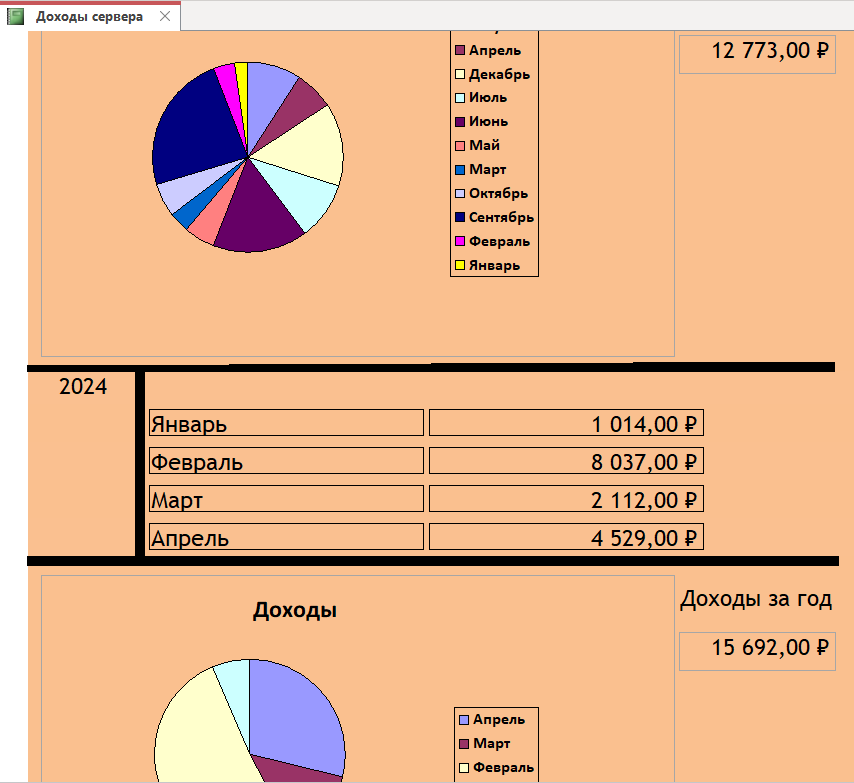 Доходы сервера
Апрель
Декабрь
Июль
Июнь
Май
Март
Октябрь
Сентябрь
Февраль
Январь
12 773,00 ₽
2024
Январь 1 014,00 ₽
Февраль 8 037,00 ₽
Март 2 112,00 ₽
Апрель 4 529,00 ₽
Доходы
Апрель
Март
Февраль
Доходы за год
15 692,00 ₽